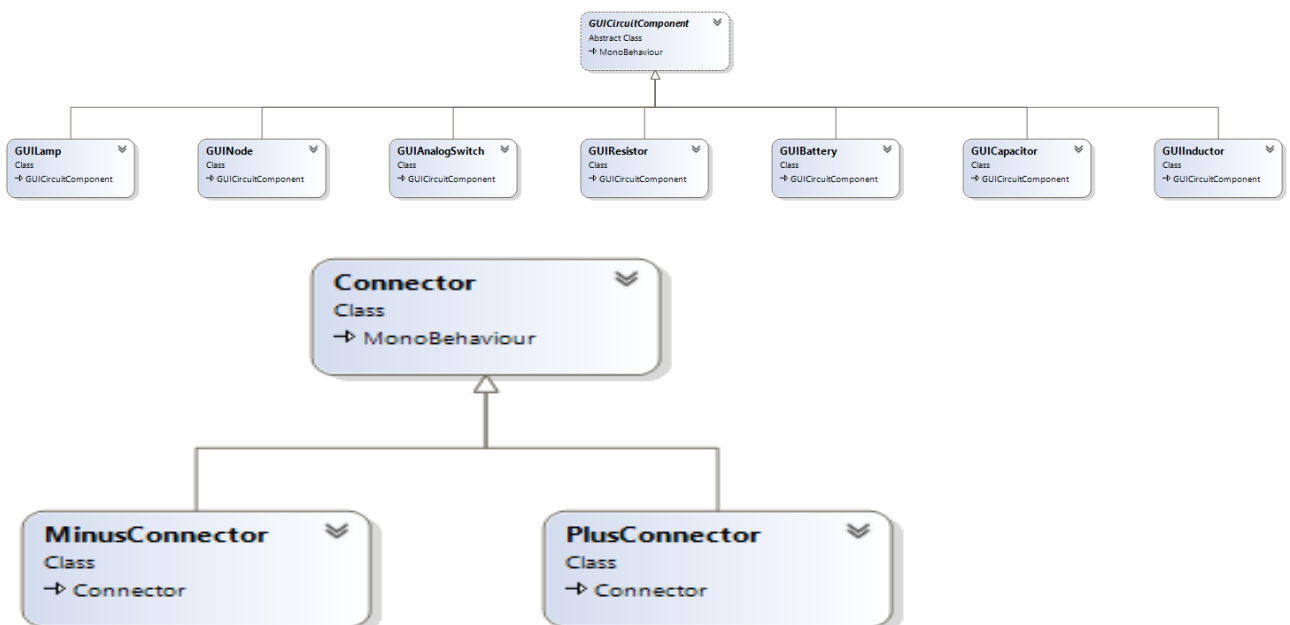 GUICircuitComponent
Abstract Class
MonoBehaviour
GUILamp
Class
GUICircuitComponent
GUINode
Class
GUICircuitComponent
GUIAnalogSwitch
Class
GUICircuitComponent
GUIResistor
Class
GUICircuitComponent
GUIBattery
Class
GUICircuitComponent
GUICapacitor
Class
GUICircuitComponent
GUIInductor
Class
GUICircuitComponent
Connector
Class
MonoBehaviour
MinusConnector
Class
Connector
PlusConnector
Class
Connector